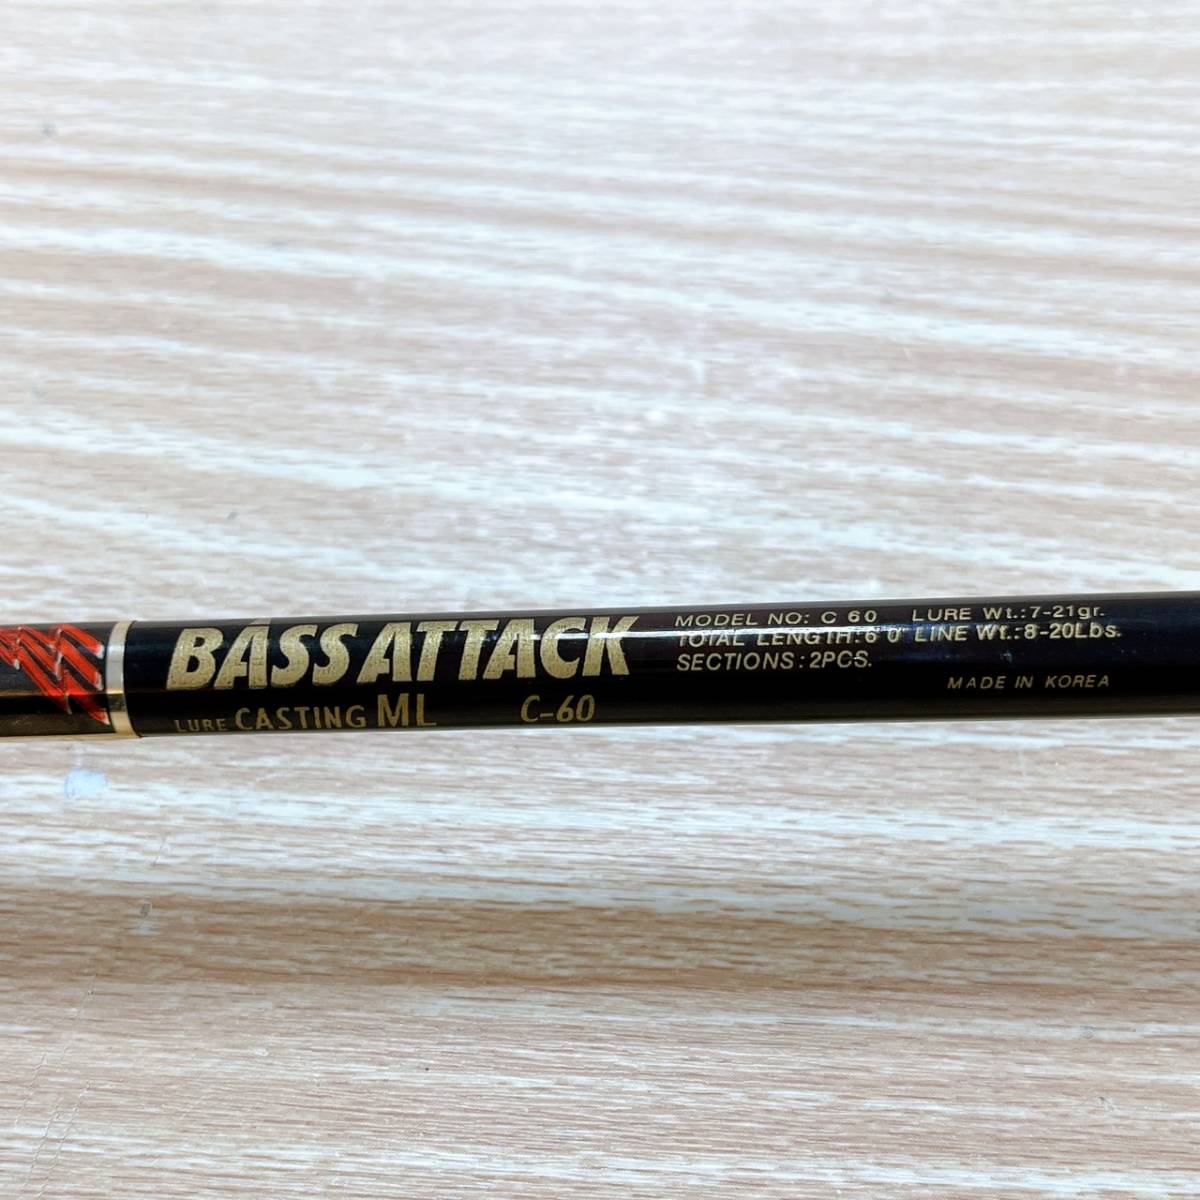 BASS ATTACK
LURE CASTING ML C-60
MODEL NO: C 60 LURE Wt.:7-21gr.
TOTAL LENGTH:6'0" LINE Wt.:8-20Lbs.
SECTIONS:2PCS.
MADE IN KOREA